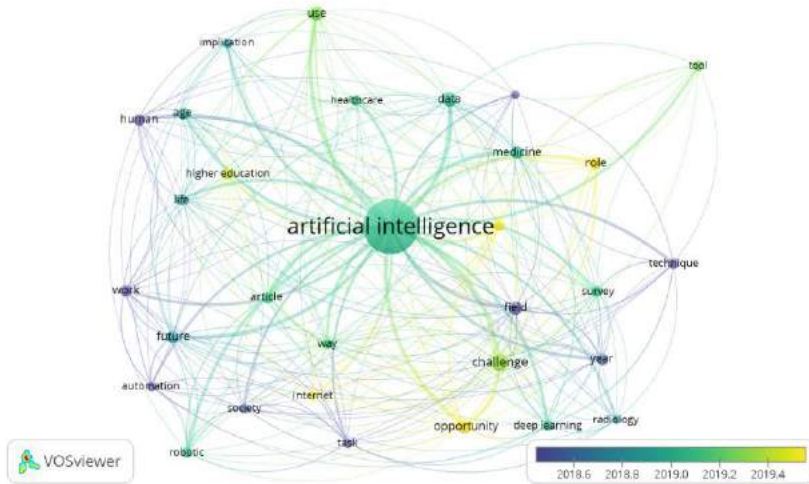 use
implication
tool
healthcare
data
human
age
medicine
role
higher education
life
artificial intelligence
technique
work
article
survey
field
future
way
challenge
year
automation
internet
society
opportunity
deep learning
radiology
task
robotic
VOSviewer
2018.6 2018.8 2019.0 2019.2 2019.4